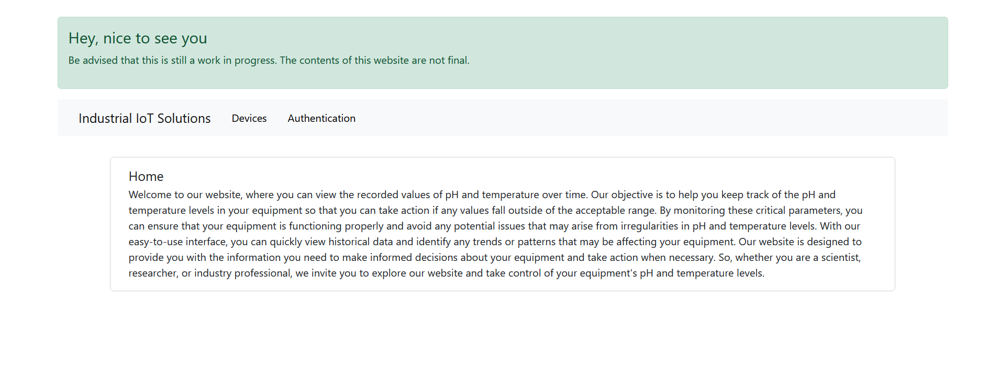 Hey, nice to see you
Be advised that this is still a work in progress. The contents of this website are not final.
Industrial IoT Solutions Devices Authentication
Home
Welcome to our website, where you can view the recorded values of pH and temperature over time. Our objective is to help you keep track of the pH and
temperature levels in your equipment so that you can take action if any values fall outside of the acceptable range. By monitoring these critical parameters, you
can ensure that your equipment is functioning properly and avoid any potential issues that may arise from irregularities in pH and temperature levels. With our
easy-to-use interface, you can quickly view historical data and identify any trends or patterns that may be affecting your equipment. Our website is designed to
provide you with the information you need to make informed decisions about your equipment and take action when necessary. So, whether you are a scientist,
researcher, or industry professional, we invite you to explore our website and take control of your equipment's pH and temperature levels.